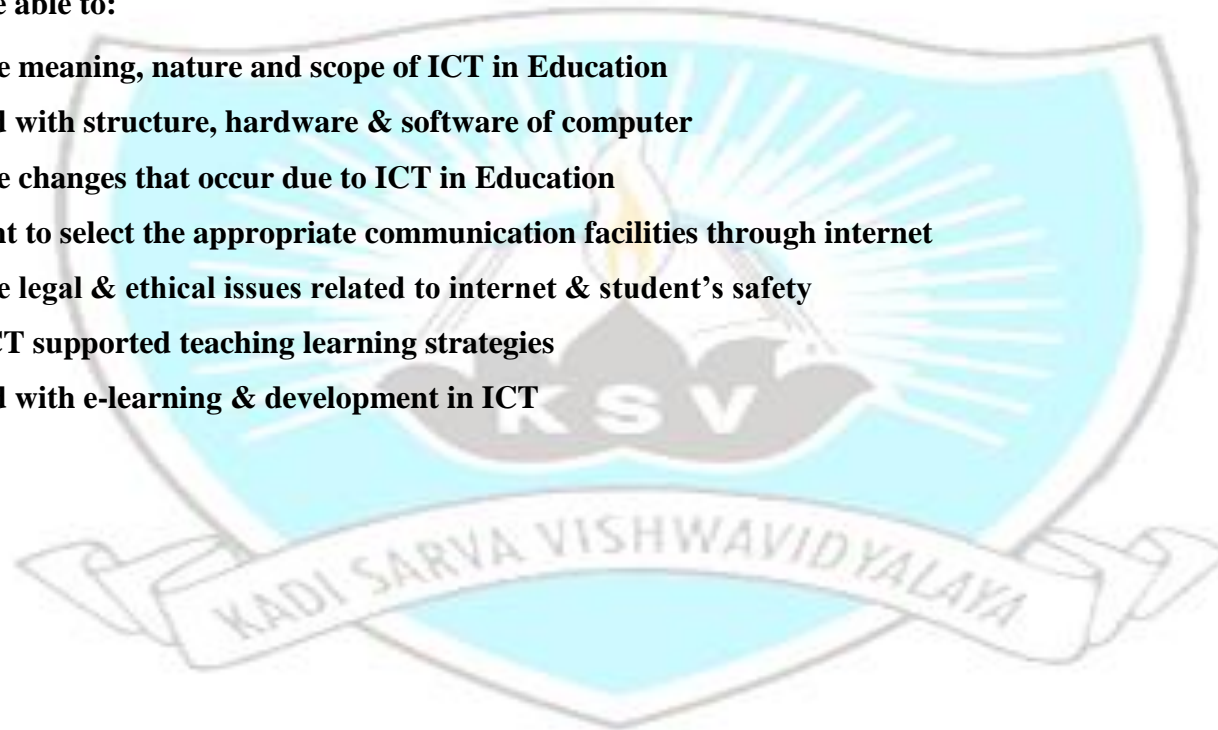 e able to:
e meaning, nature and scope of ICT in Education
d with structure, hardware & software of computer
e changes that occur due to ICT in Education
nt to select the appropriate communication facilities through internet
e legal & ethical issues related to internet & student's safety
CT supported teaching learning strategies
d with e-learning & development in ICT
KSV
KADI SARVA VISHWAVIDYALAYA